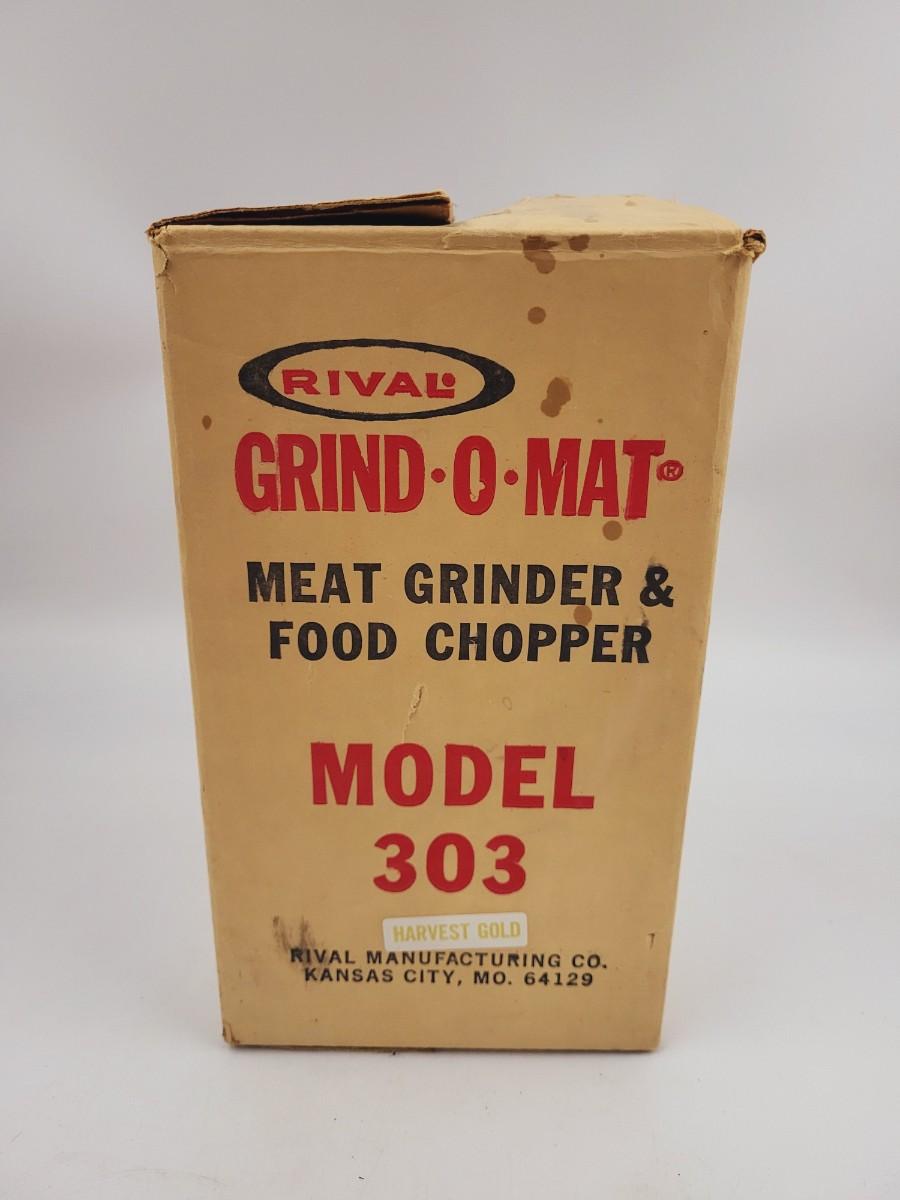 RIVAL®
GRIND·O·MAT®
MEAT GRINDER &
FOOD CHOPPER
MODEL
303
HARVEST GOLD
RIVAL MANUFACTURING CO.
KANSAS CITY, MO. 64129